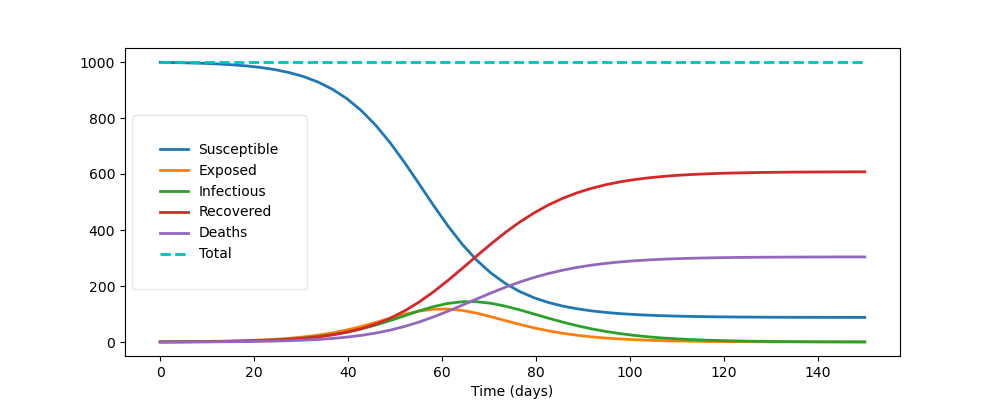 1000
800
600
400
200
0
Susceptible
Exposed
Infectious
Recovered
Deaths
Total
0 20 40 60 80 100 120 140
Time (days)